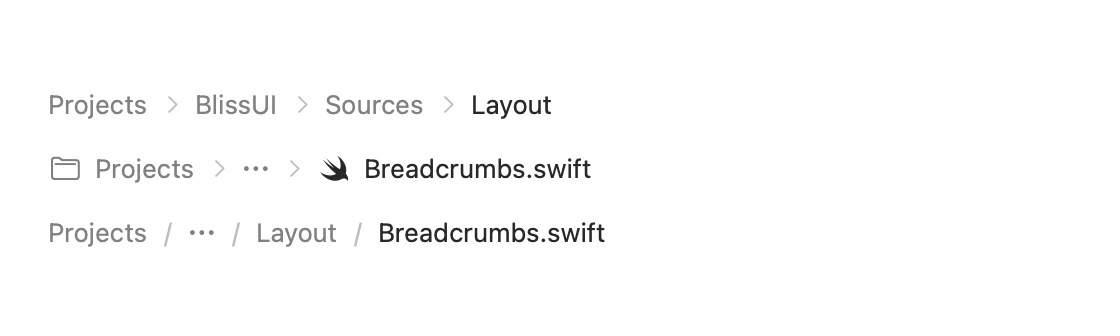 Projects > BlissUI > Sources > Layout
Projects > ··· > Breadcrumbs.swift
Projects / ··· / Layout / Breadcrumbs.swift